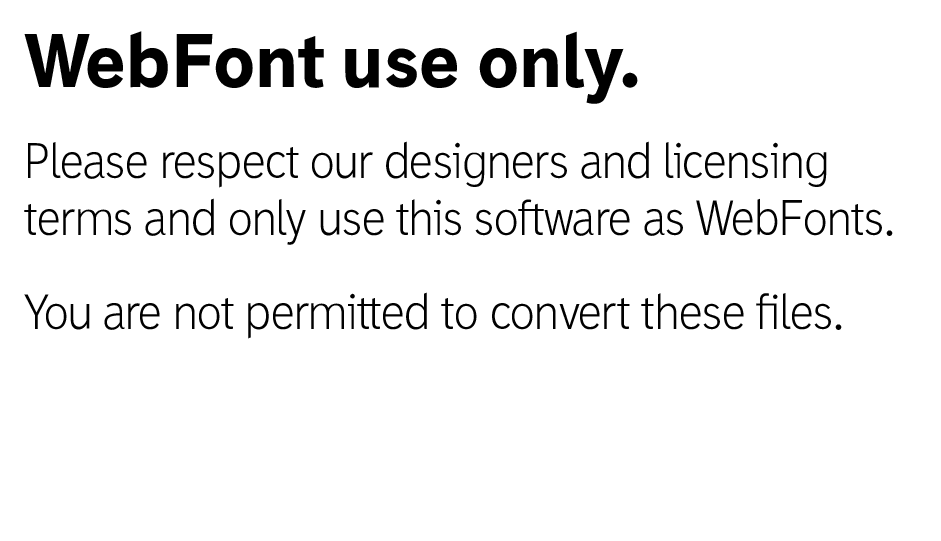 WebFont use only.
Please respect our designers and licensing
terms and only use this software as WebFonts.
You are not permitted to convert these files.